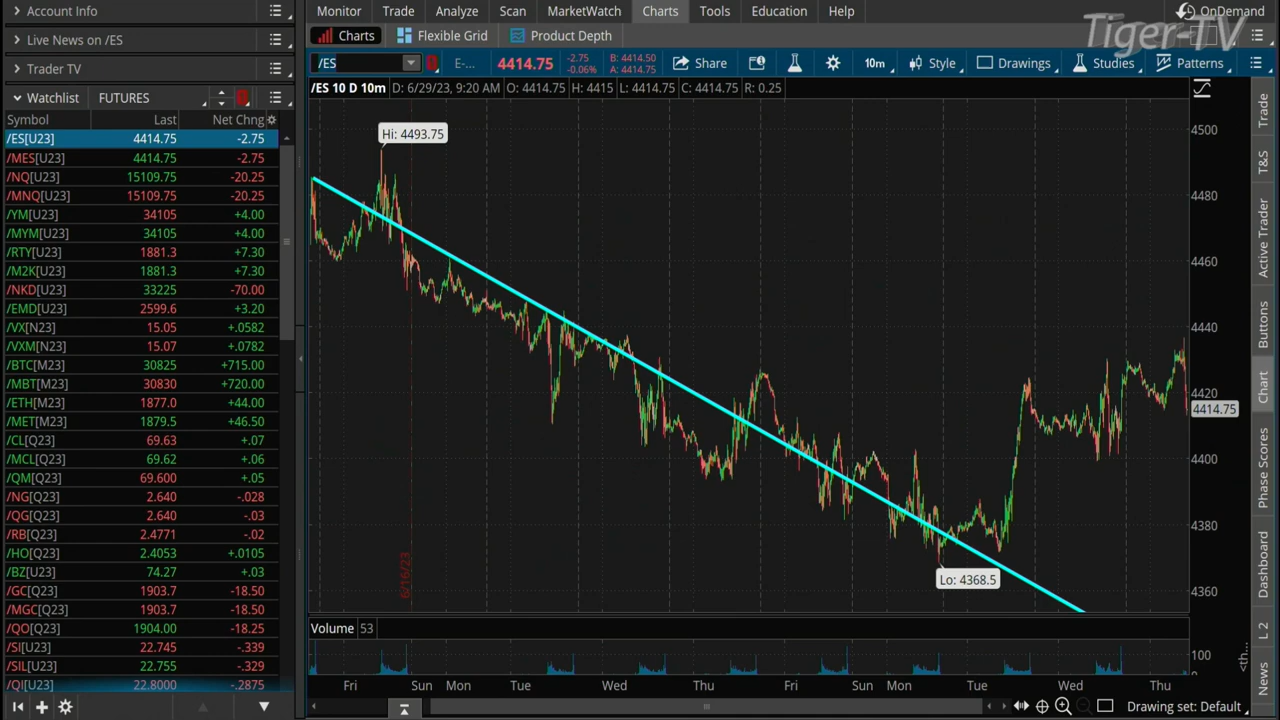 Account Info
Live News on /ES
Trader TV
Watchlist FUTURES
Symbol Last Net Chng
/ES[U23] 4414.75 -2.75
/MES[U23] 4414.75 -2.75
/NQ[U23] 15109.75 -20.25
/MNQ[U23] 15109.75 -20.25
/YM[U23] 34105 +4.00
/MYM[U23] 34105 +4.00
/RTY[U23] 1881.3 +7.30
/M2K[U23] 1881.3 +7.30
/NKD[U23] 33225 -70.00
/EMD[U23] 2599.6 +3.20
/VX[N23] 15.05 +.0582
/VXM[N23] 15.07 +.0782
/BTC[M23] 30825 +715.00
/MBT[M23] 30830 +720.00
/ETH[M23] 1877.0 +44.00
/MET[M23] 1879.5 +46.50
/CL[Q23] 69.63 +.07
/MCL[Q23] 69.62 +.06
/QM[Q23] 69.600 +.05
/NG[Q23] 2.640 -.028
/QG[Q23] 2.640 -.03
/RB[Q23] 2.4771 -.02
/HO[Q23] 2.4053 +.0105
/BZ[U23] 74.27 +.03
/GC[Q23] 1903.7 -18.50
/MGC[Q23] 1903.7 -18.50
/QO[Q23] 1904.00 -18.25
/SI[U23] 22.745 -.339
/SIL[U23] 22.755 -.329
/QI[U23] 22.8000 -.2875
Monitor Trade Analyze Scan MarketWatch Charts Tools Education Help OnDemand
Tiger-TV
Charts Flexible Grid Product Depth
/ES E-... 4414.75 -2.75 -0.06% B: 4414.50 A: 4414.75 Share 10m Style Drawings Studies Patterns
/ES 10 D 10m D: 6/29/23, 9:20 AM O: 4414.75 H: 4415 L: 4414.75 C: 4414.75 R: 0.25
Hi: 4493.75
4500
4480
4460
4440
4420
4414.75
4400
4380
4360
6/16/23
Lo: 4368.5
Volume 53
100
0
Fri Sun Mon Tue Wed Thu Fri Sun Mon Tue Wed Thu
Drawing set: Default
Trade
T&S
Active Trader
Buttons
Chart
Phase Scores
Dashboard
L 2
News
<th...